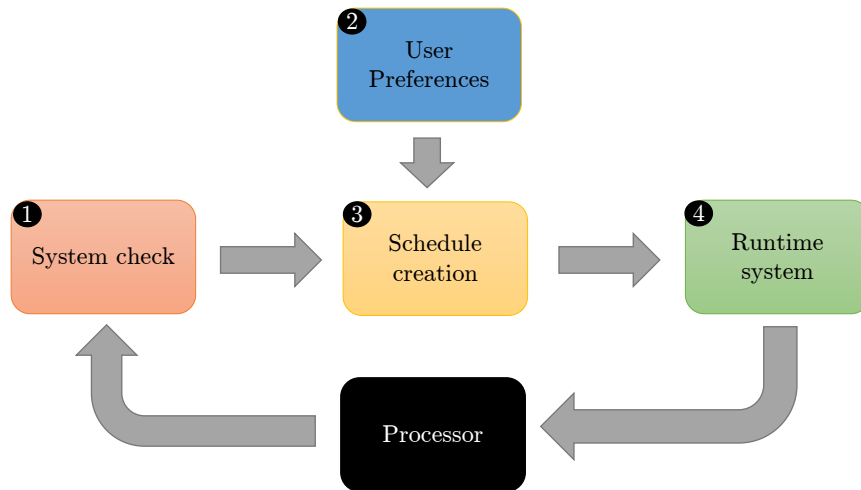 2
User
Preferences
1
System check
3
Schedule
creation
4
Runtime
system
Processor